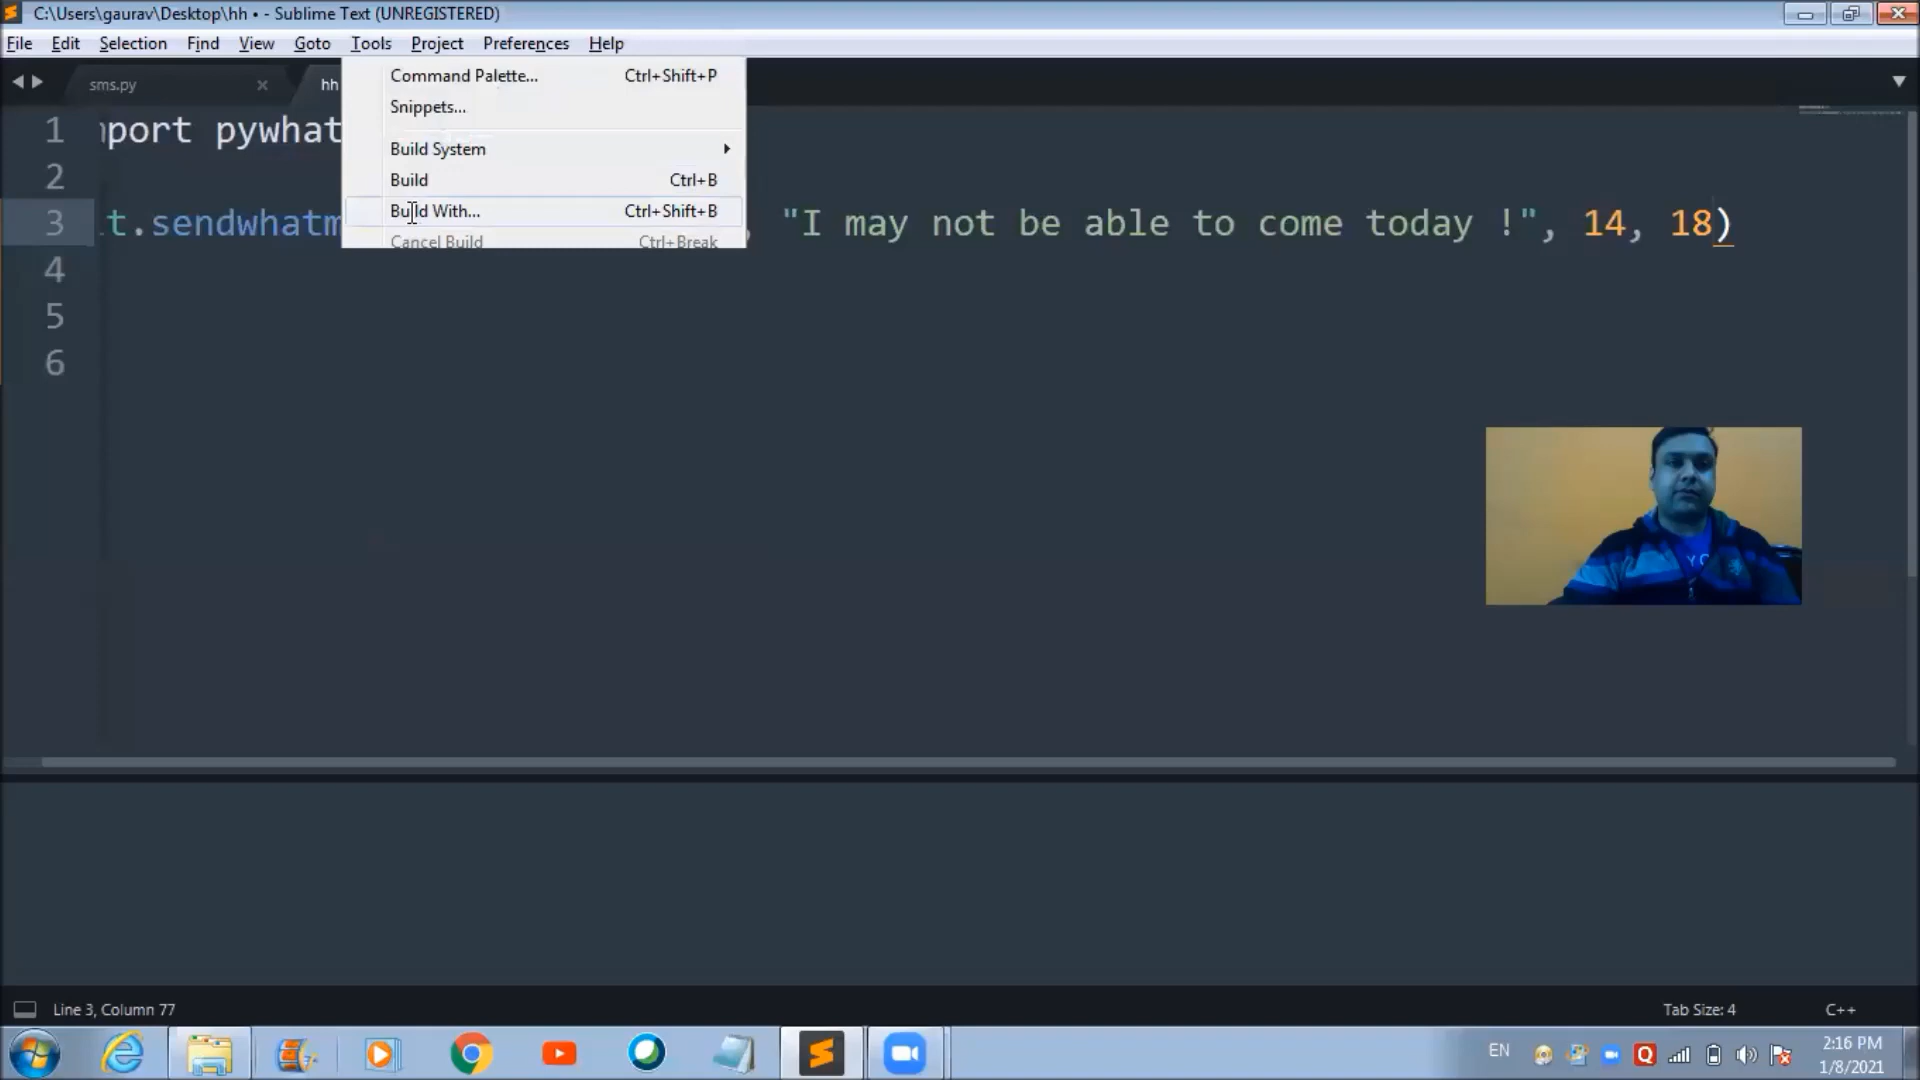 C:\Users\gaurav\Desktop\hh • - Sublime Text (UNREGISTERED)
File Edit Selection Find View Goto Tools Project Preferences Help
sms.py × hh
Command Palette... Ctrl+Shift+P
Snippets...
Build System
Build Ctrl+B
Build With... Ctrl+Shift+B
Cancel Build Ctrl+Break
1 port pywhat
2
3 t.sendwhatm , "I may not be able to come today !", 14, 18)
4
5
6
Line 3, Column 77 Tab Size: 4 C++
EN 2:16 PM
1/8/2021